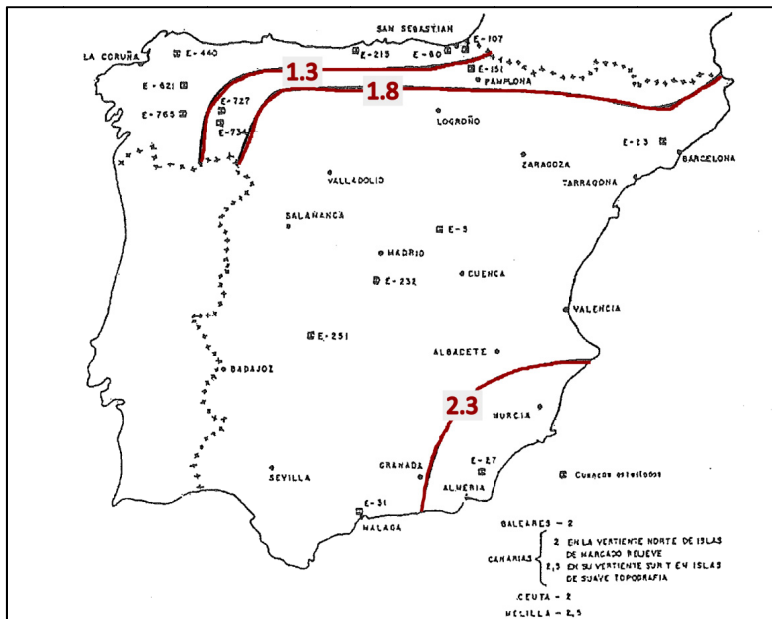 SAN SEBASTIAN
E-107
LA CORUÑA
E-440
E-215
E-60
1.3
E-151
PAMPLONA
E-621
1.8
E-765
E-727
E-734
LOGROÑO
E-13
BARCELONA
ZARAGOZA
TARRAGONA
VALLADOLID
SALAMANCA
E-5
MADRID
CUENCA
E-232
VALENCIA
E-251
ALBACETE
BADAJOZ
2.3
MURCIA
SEVILLA
GRANADA
E-27
Cuencas estudiadas
ALMERIA
E-31
MALAGA
BALEARES - 2
CANARIAS
2 EN LA VERTIENTE NORTE DE ISLAS
DE MARCADO RELIEVE
2,5 EN SU VERTIENTE SUR Y EN ISLAS
DE SUAVE TOPOGRAFIA
CEUTA - 2
MELILLA - 2,5